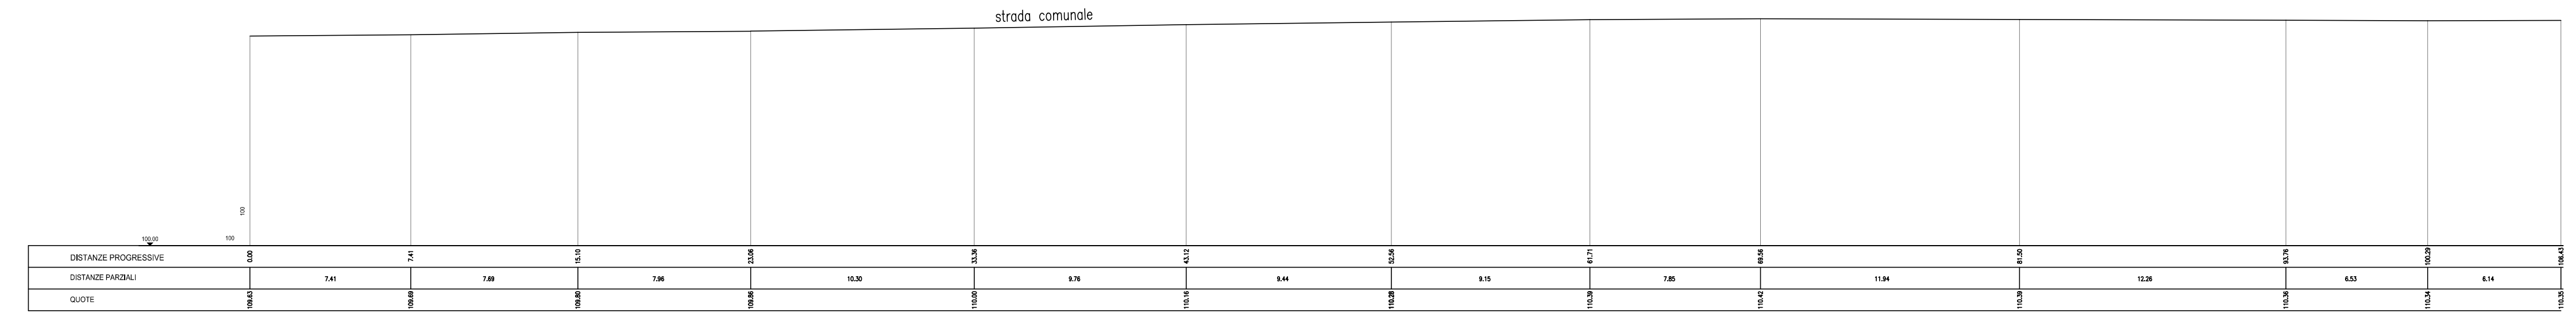 strada comunale
100
100.00
100
DISTANZE PROGRESSIVE 0.00 7.41 15.10 23.06 33.36 43.12 52.56 61.71 69.56 81.50 93.76 100.29 106.43
DISTANZE PARZIALI 7.41 7.69 7.96 10.30 9.76 9.44 9.15 7.85 11.94 12.26 6.53 6.14
QUOTE 109.63 109.69 109.80 109.86 110.00 110.16 110.28 110.39 110.42 110.39 110.36 110.34 110.35